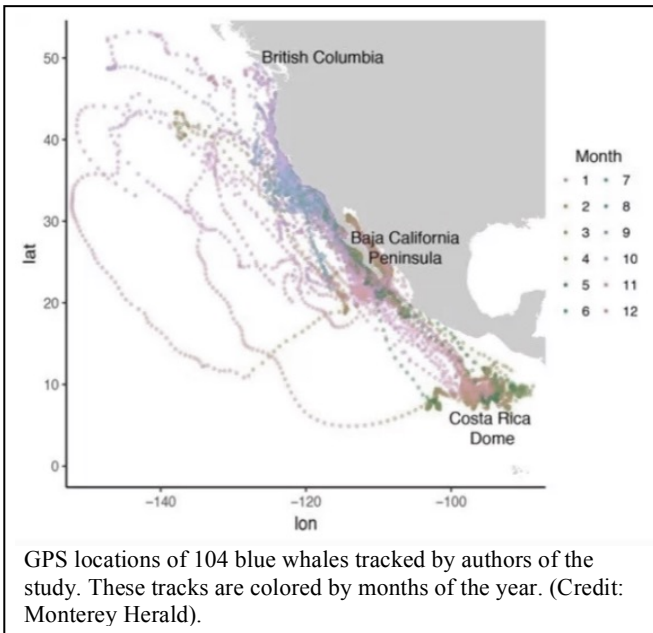 50
40
30
20
10
0
lat
-140
-120
-100
lon
British Columbia
Baja California
Peninsula
Costa Rica
Dome
Month
1 7
2 8
3 9
4 10
5 11
6 12
GPS locations of 104 blue whales tracked by authors of the
study. These tracks are colored by months of the year. (Credit:
Monterey Herald).